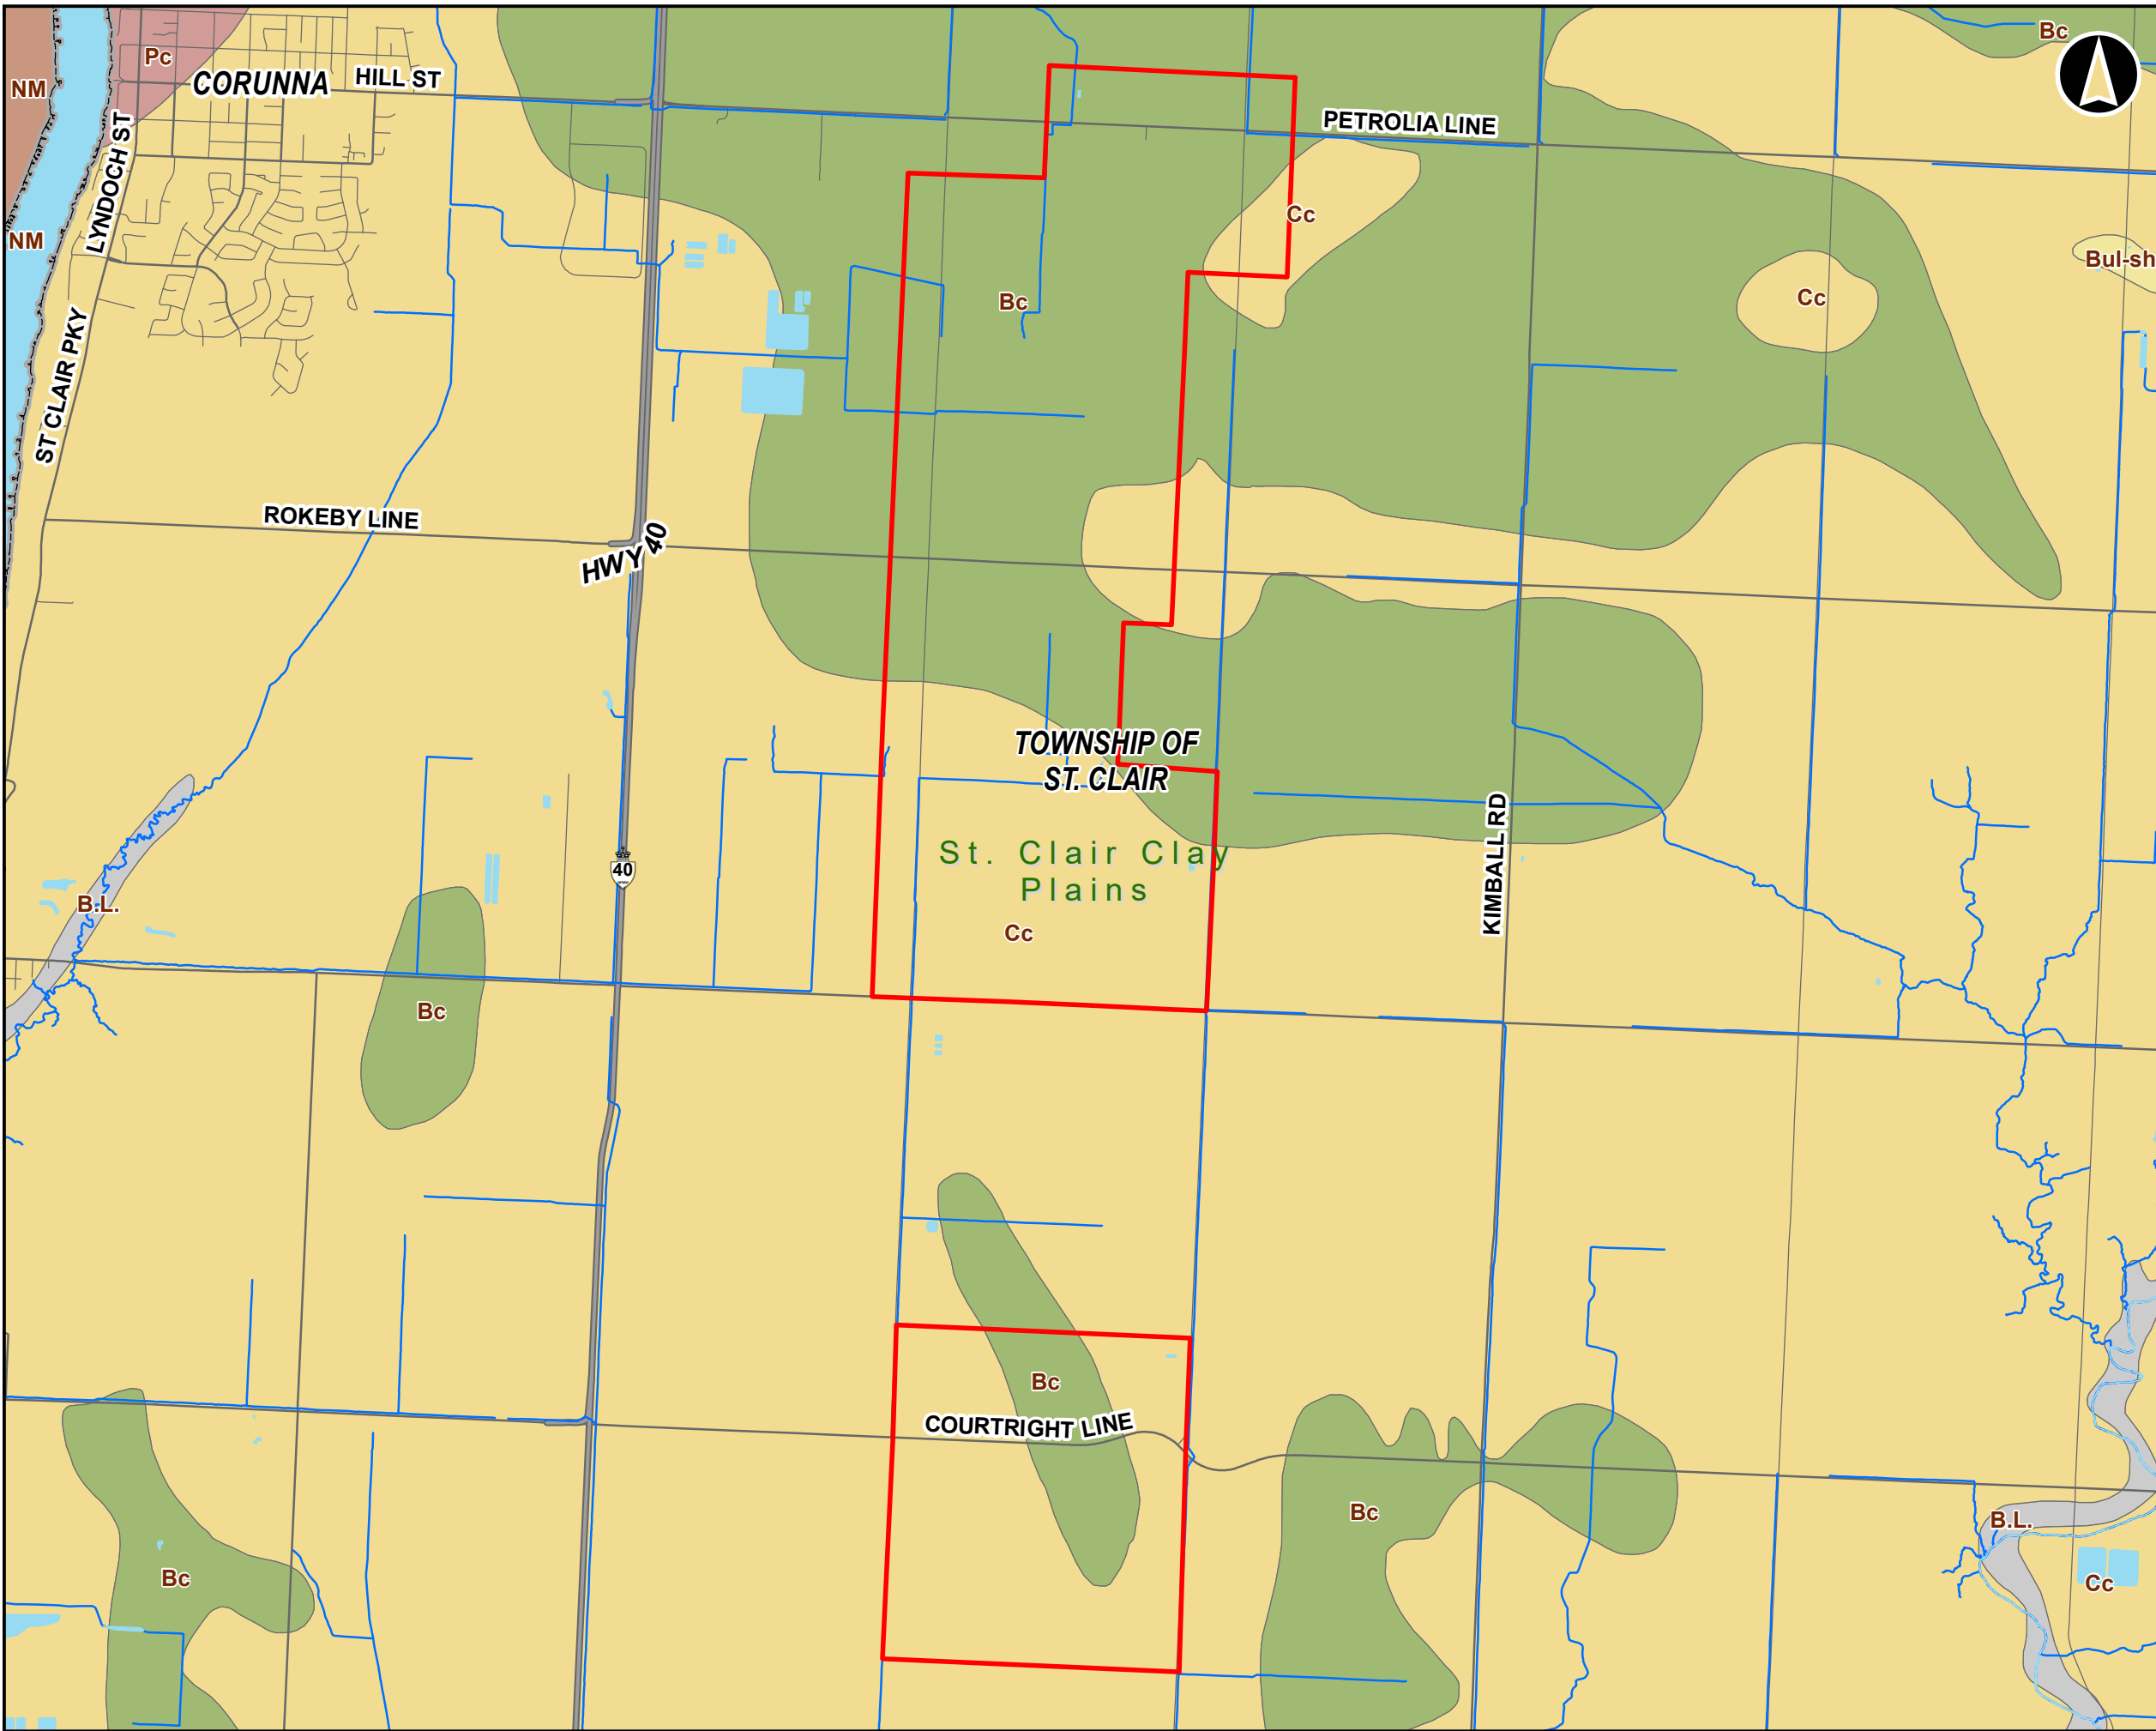 Bc
Pc
NM
CORUNNA
HILL ST
PETROLIA LINE
LYNDOCH ST
Cc
NM
Bul-sh
Cc
Bc
ST CLAIR PKY
ROKEBY LINE
HWY 40
TOWNSHIP OF
ST. CLAIR
St. Clair Clay
Plains
40
KIMBALL RD
B.L.
Cc
Bc
Bc
COURTRIGHT LINE
Bc
B.L.
Bc
Cc